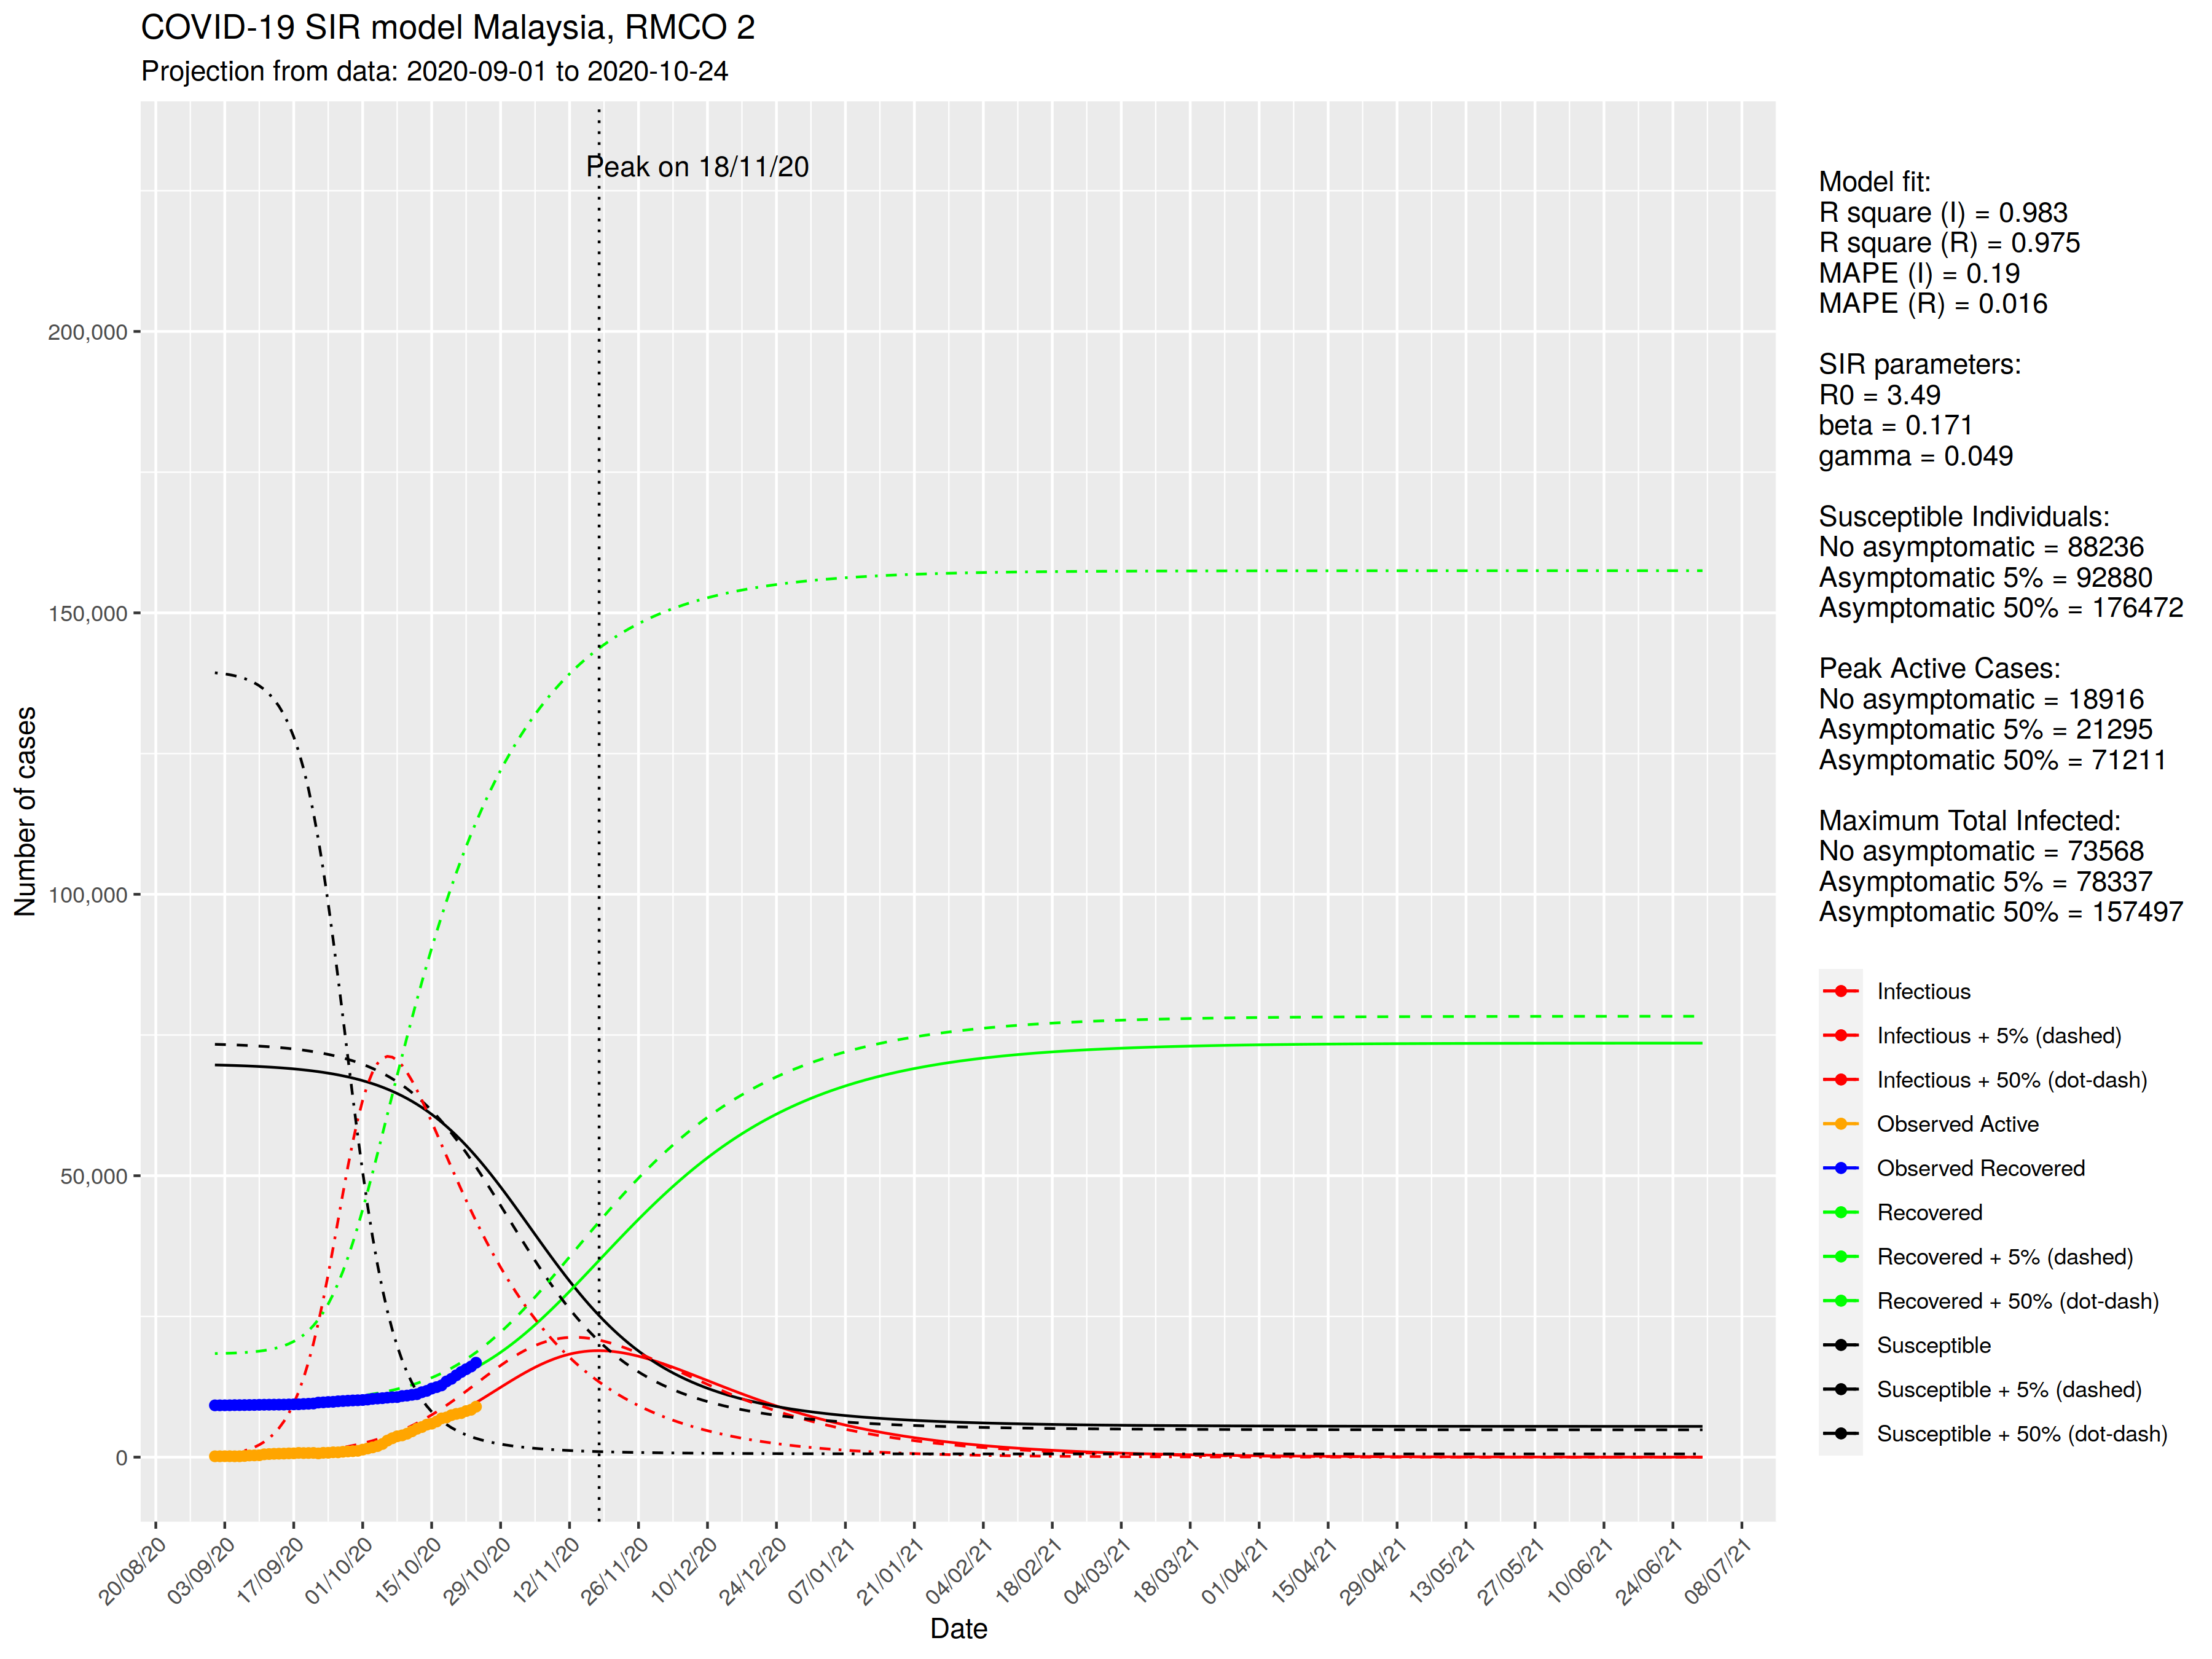 COVID-19 SIR model Malaysia, RMCO 2
Projection from data: 2020-09-01 to 2020-10-24
Peak on 18/11/20
Number of cases
200,000
150,000
100,000
50,000
0
20/08/20
03/09/20
17/09/20
01/10/20
15/10/20
29/10/20
12/11/20
26/11/20
10/12/20
24/12/20
07/01/21
21/01/21
04/02/21
18/02/21
04/03/21
18/03/21
01/04/21
15/04/21
29/04/21
13/05/21
27/05/21
10/06/21
24/06/21
08/07/21
Date
Model fit:
R square (I) = 0.983
R square (R) = 0.975
MAPE (I) = 0.19
MAPE (R) = 0.016
SIR parameters:
R0 = 3.49
beta = 0.171
gamma = 0.049
Susceptible Individuals:
No asymptomatic = 88236
Asymptomatic 5% = 92880
Asymptomatic 50% = 176472
Peak Active Cases:
No asymptomatic = 18916
Asymptomatic 5% = 21295
Asymptomatic 50% = 71211
Maximum Total Infected:
No asymptomatic = 73568
Asymptomatic 5% = 78337
Asymptomatic 50% = 157497
Infectious
Infectious + 5% (dashed)
Infectious + 50% (dot-dash)
Observed Active
Observed Recovered
Recovered
Recovered + 5% (dashed)
Recovered + 50% (dot-dash)
Susceptible
Susceptible + 5% (dashed)
Susceptible + 50% (dot-dash)